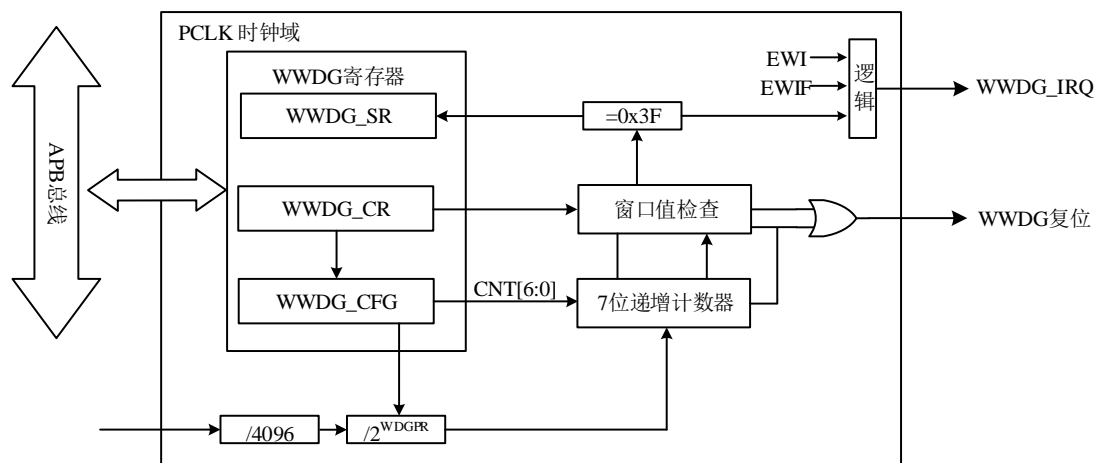 PCLK 时钟域
WWDG寄存器
WWDG_SR
WWDG_CR
WWDG_CFG
APB总线
=0x3F
窗口值检查
CNT[6:0]
7位递增计数器
EWI
EWIF
逻辑
WWDG_IRQ
WWDG复位
/4096
/2^WDGPR